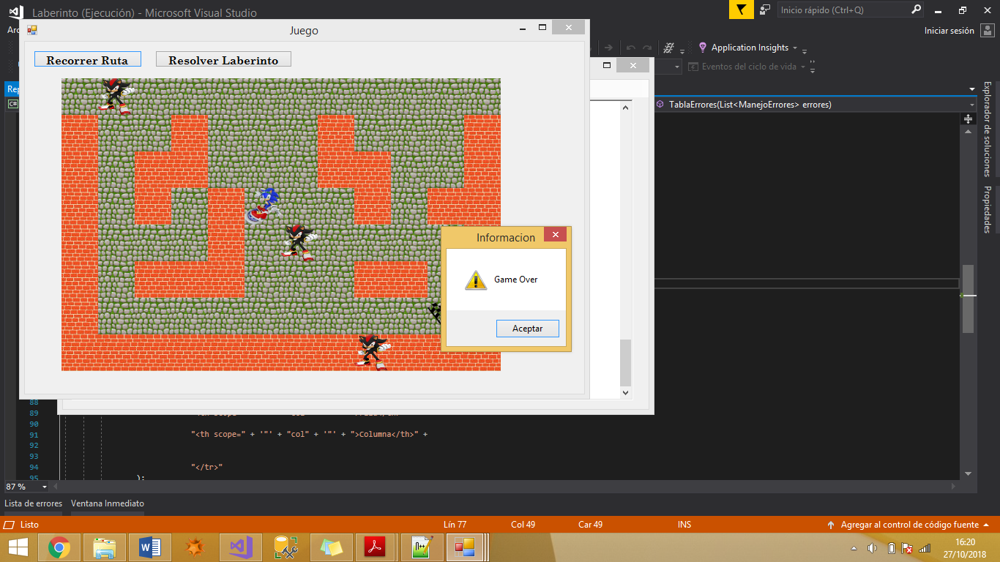 Laberinto (Ejecución) - Microsoft Visual Studio
Inicio rápido (Ctrl+Q)
Juego
Iniciar sesión
Recorrer Ruta
Resolver Laberinto
Application Insights
Eventos del ciclo de vida
C#
TablaErrores(List<ManejoErrores> errores)
Explorador de soluciones
Propiedades
Informacion
Game Over
Aceptar
88
89
90
91 "<th scope=" + '"' + "col" + '"' + ">Columna</th>" +
92
93
94 "</tr>"
95 );
87 %
Lista de errores Ventana Inmediato
Listo Lín 77 Col 49 Car 49 INS Agregar al control de código fuente
16:20
27/10/2018